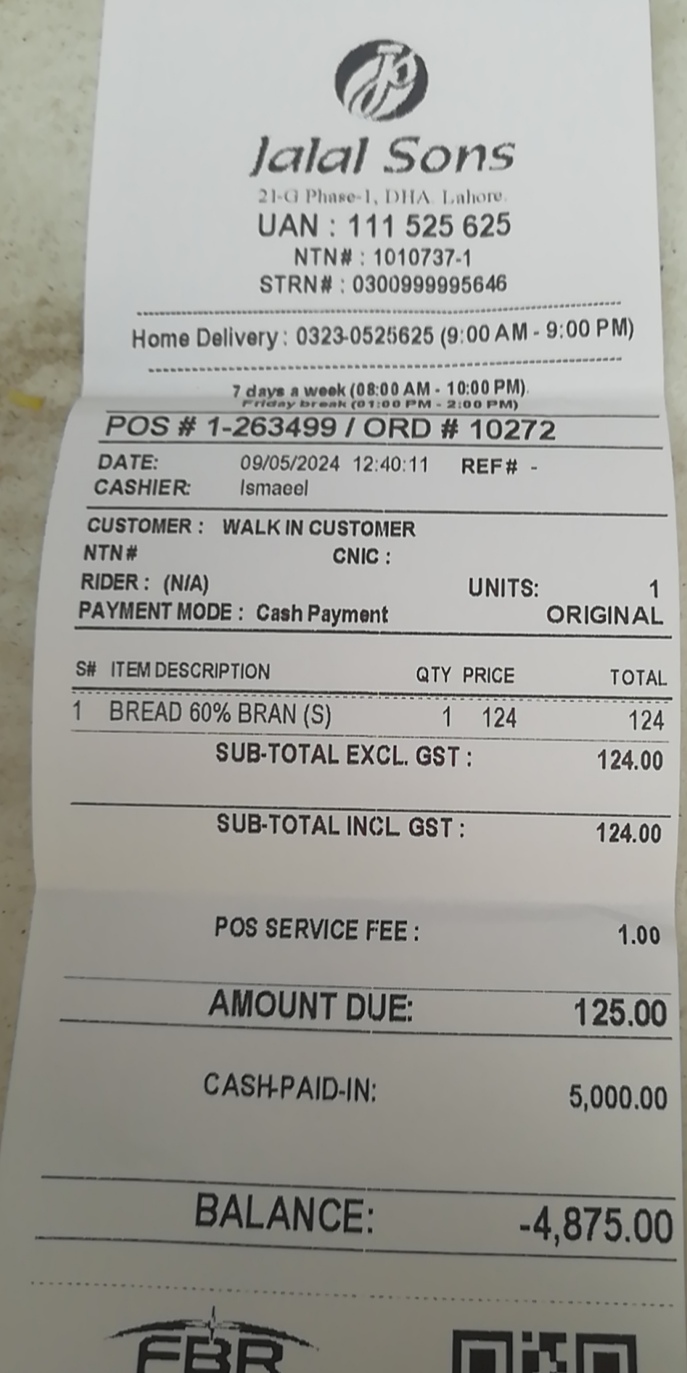 Jalal Sons
21-G Phase-1, DHA. Lahore.
UAN : 111 525 625
NTN# : 1010737-1
STRN# : 0300999995646
Home Delivery : 0323-0525625 (9:00 AM - 9:00 PM)
7 days a week (08:00 AM - 10:00 PM).
Friday break (01:00 PM - 2:00 PM)
POS # 1-263499 / ORD # 10272
DATE: 09/05/2024 12:40:11 REF# -
CASHIER: Ismaeel
CUSTOMER : WALK IN CUSTOMER
NTN# CNIC :
RIDER : (N/A) UNITS: 1
PAYMENT MODE : Cash Payment ORIGINAL
S# ITEM DESCRIPTION QTY PRICE TOTAL
1 BREAD 60% BRAN (S) 1 124 124
SUB-TOTAL EXCL. GST : 124.00
SUB-TOTAL INCL. GST : 124.00
POS SERVICE FEE : 1.00
AMOUNT DUE: 125.00
CASH-PAID-IN: 5,000.00
BALANCE: -4,875.00
FBR